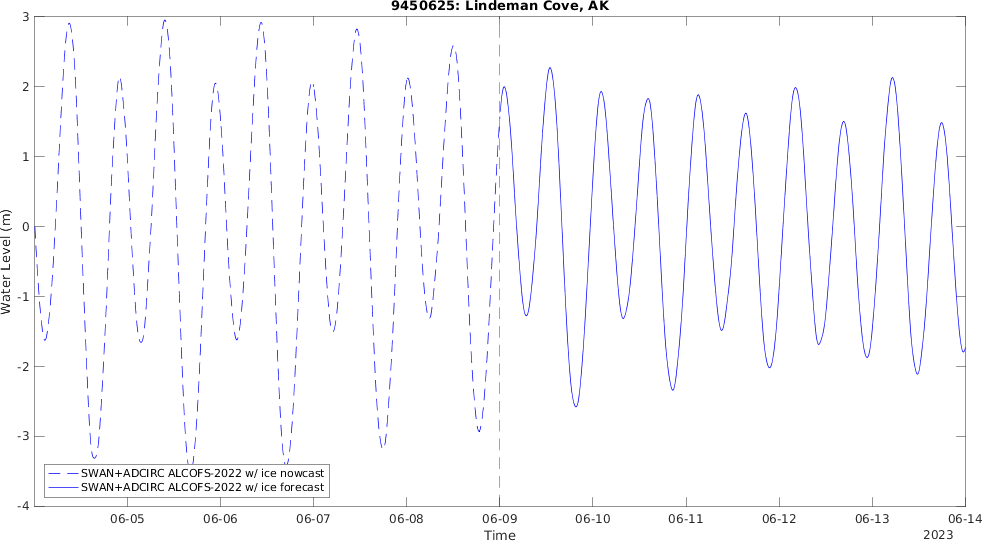 9450625: Lindeman Cove, AK
Water Level (m)
3
2
1
0
-1
-2
-3
-4
SWAN+ADCIRC ALCOFS-2022 w/ ice nowcast
SWAN+ADCIRC ALCOFS-2022 w/ ice forecast
06-05 06-06 06-07 06-08 06-09 06-10 06-11 06-12 06-13 06-14
Time
2023